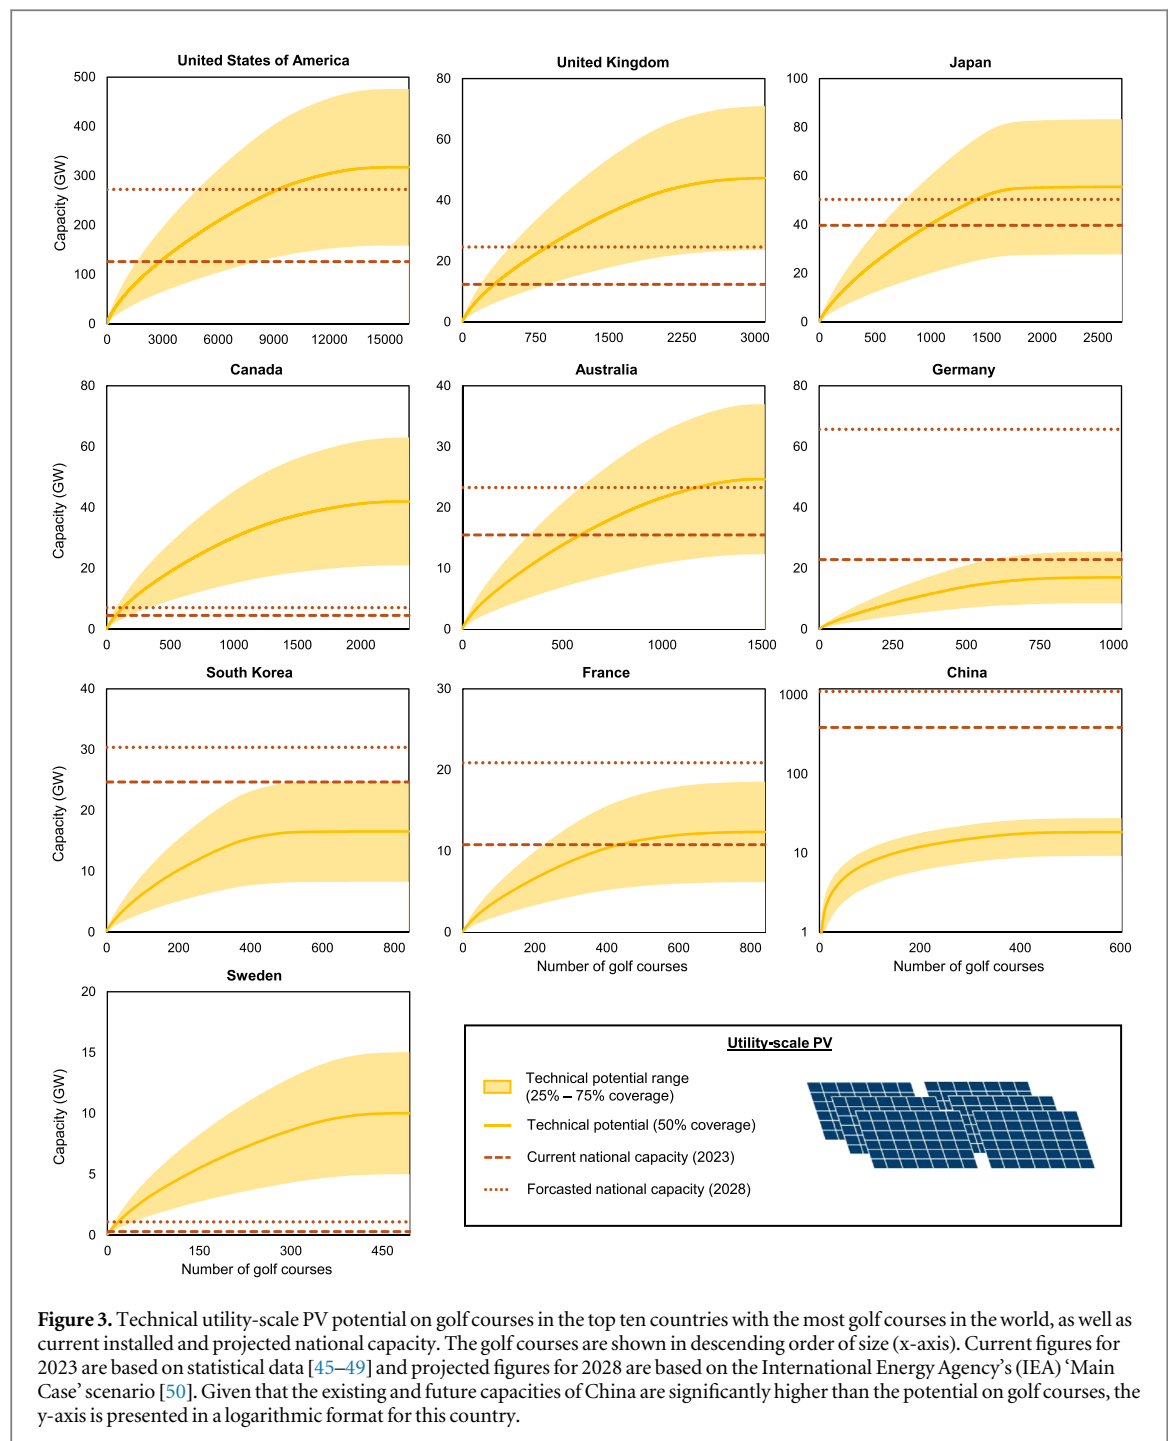 United States of America
500
400
300
200
100
0
Capacity (GW)
0 3000 6000 9000 12000 15000
United Kingdom
80
60
40
20
0
0 750 1500 2250 3000
Japan
100
80
60
40
20
0
0 500 1000 1500 2000 2500
Canada
80
60
40
20
0
Capacity (GW)
0 500 1000 1500 2000
Australia
40
30
20
10
0
0 500 1000 1500
Germany
80
60
40
20
0
0 250 500 750 1000
South Korea
40
30
20
10
0
Capacity (GW)
0 200 400 600 800
France
30
20
10
0
0 200 400 600 800
Number of golf courses
China
1000
100
10
1
0 200 400 600
Number of golf courses
Sweden
20
15
10
5
0
Capacity (GW)
0 150 300 450
Number of golf courses
Utility-scale PV
Technical potential range
(25% – 75% coverage)
Technical potential (50% coverage)
Current national capacity (2023)
Forcasted national capacity (2028)
Figure 3. Technical utility-scale PV potential on golf courses in the top ten countries with the most golf courses in the world, as well as
current installed and projected national capacity. The golf courses are shown in descending order of size (x-axis). Current figures for
2023 are based on statistical data [45–49] and projected figures for 2028 are based on the International Energy Agency's (IEA) 'Main
Case' scenario [50]. Given that the existing and future capacities of China are significantly higher than the potential on golf courses, the
y-axis is presented in a logarithmic format for this country.